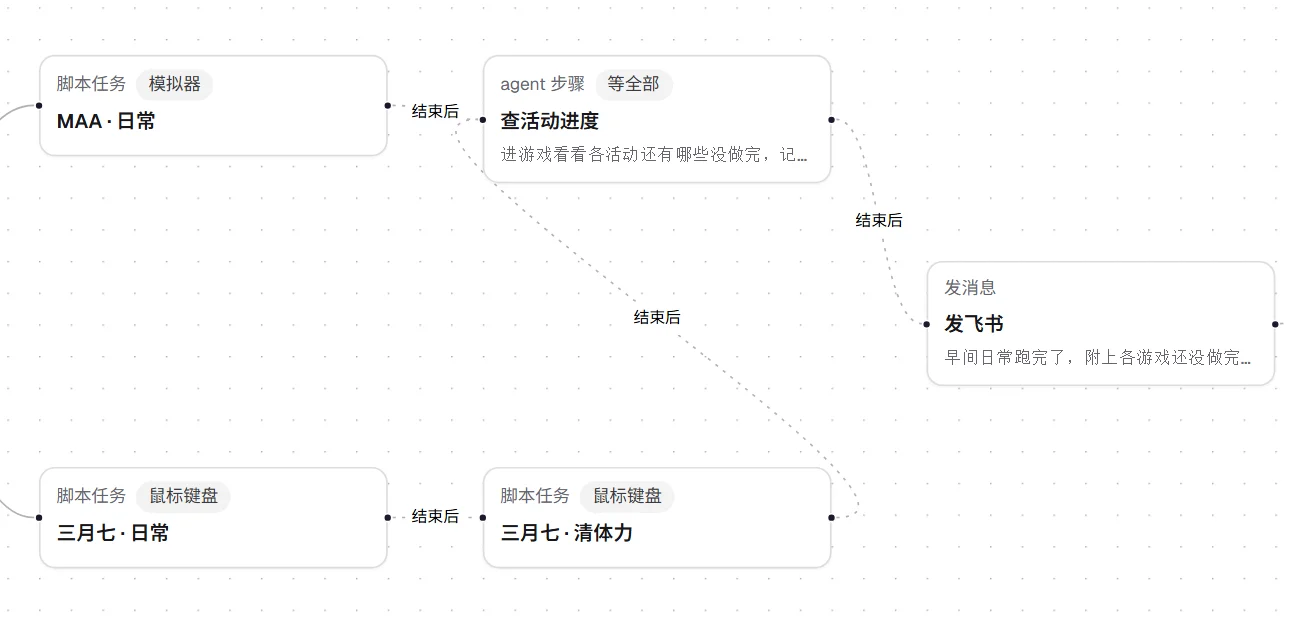 脚本任务 模拟器
MAA · 日常
结束后
agent 步骤 等全部
查活动进度
进游戏看看各活动还有哪些没做完，记...
结束后
发消息
发飞书
早间日常跑完了，附上各游戏还没做完...
结束后
脚本任务 鼠标键盘
三月七 · 日常
结束后
脚本任务 鼠标键盘
三月七 · 清体力